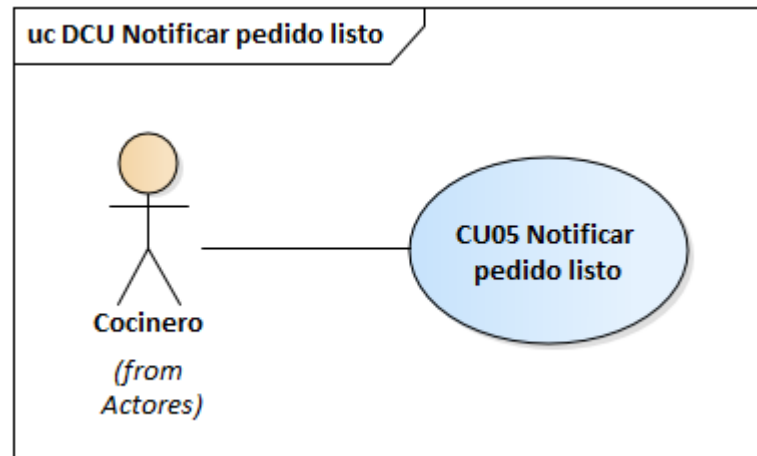 uc DCU Notificar pedido listo
CU05 Notificar
pedido listo
Cocinero
(from
Actores)